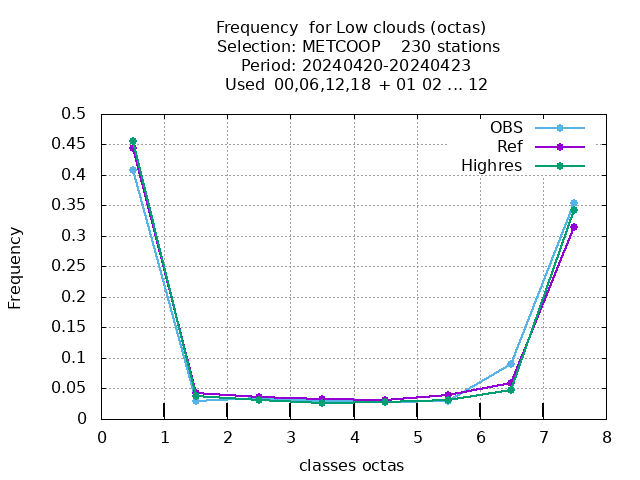 Frequency  for Low clouds (octas)
Selection: METCOOP    230 stations
Period: 20240420-20240423
Used  00,06,12,18 + 01 02 ... 12
OBS
Ref
Highres
0.5
0.45
0.4
0.35
0.3
0.25
0.2
0.15
0.1
0.05
0
Frequency
0 1 2 3 4 5 6 7 8
classes octas